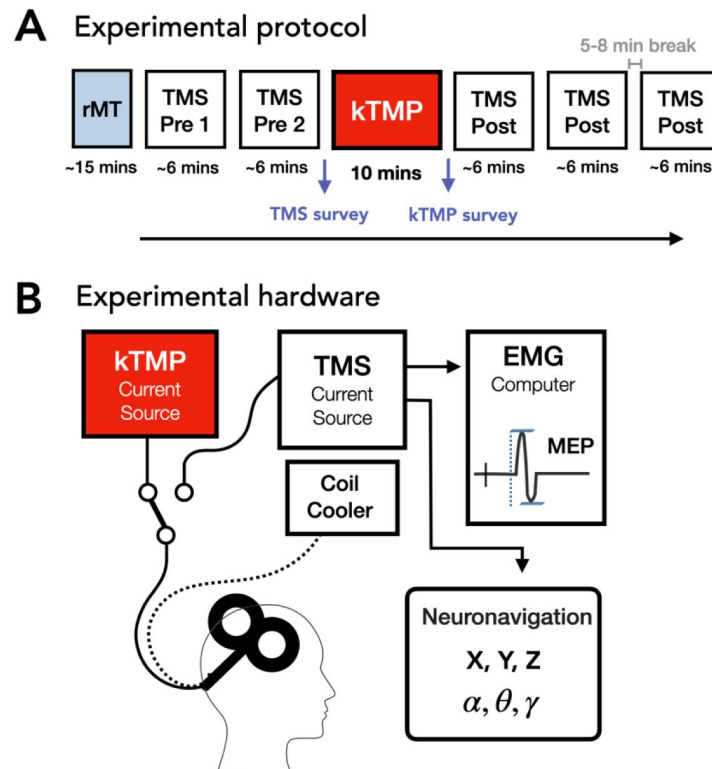 A Experimental protocol
5-8 min break
rMT
TMS
Pre 1
TMS
Pre 2
kTMP
TMS
Post
TMS
Post
TMS
Post
~15 mins
~6 mins
~6 mins
10 mins
~6 mins
~6 mins
~6 mins
TMS survey
kTMP survey
B Experimental hardware
kTMP
Current
Source
TMS
Current
Source
EMG
Computer
MEP
Coil
Cooler
Neuronavigation
X, Y, Z
α, θ, γ